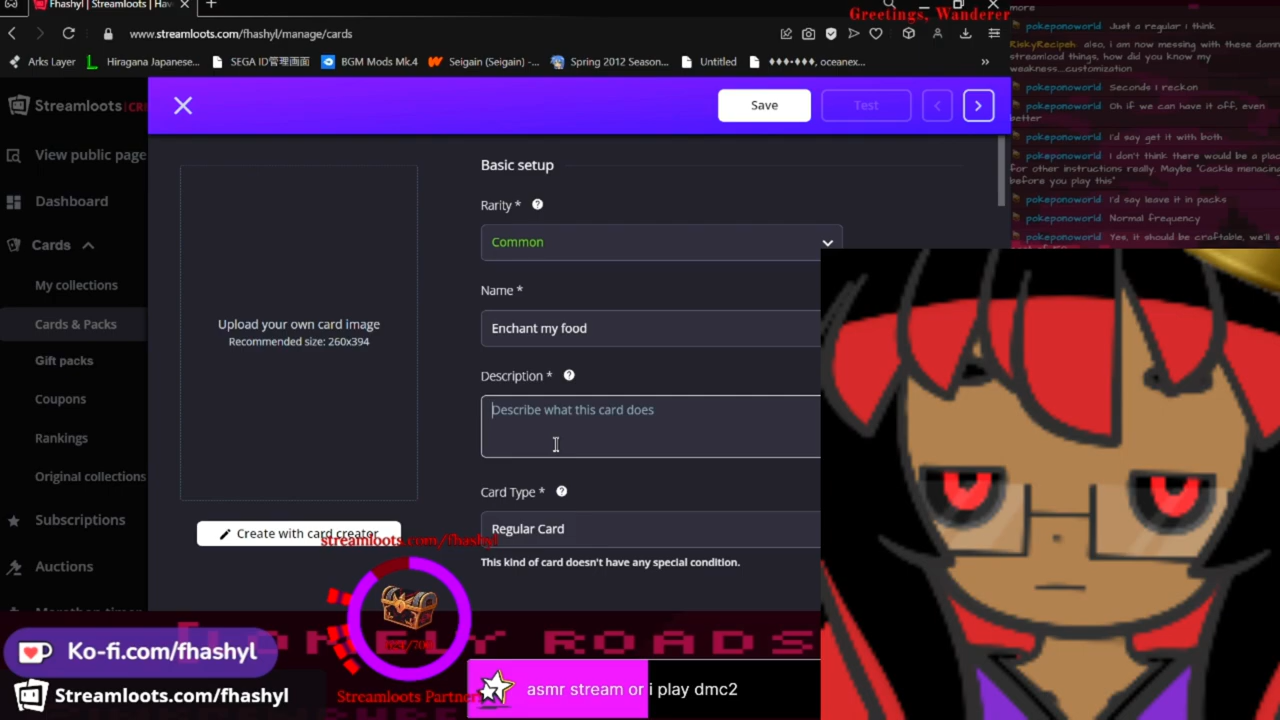 Fhashyl | Streamloots | Hav
www.streamloots.com/fhashyl/manage/cards
Greetings, Wanderer
Arks Layer
Hiragana Japanese...
SEGA ID管理画面
BGM Mods Mk.4
Seigain (Seigain) -...
Spring 2012 Season...
Untitled
♦♦♦-♦♦♦, oceanex...
»
Streamloots
View public page
Dashboard
Cards
My collections
Cards & Packs
Gift packs
Coupons
Rankings
Original collections
Subscriptions
Auctions
Save
Test
Upload your own card image
Recommended size: 260x394
Create with card creator
Basic setup
Rarity *
Common
Name *
Enchant my food
Description *
Describe what this card does
Card Type *
Regular Card
This kind of card doesn't have any special condition.
more
pokeponoworld Just a regular i think
RiskyRecipeh also, i am now messing with these damn
streamlood things, how did you know my
weakness...customization
pokeponoworld Seconds I reckon
pokeponoworld Oh if we can have it off, even
better
pokeponoworld I'd say get it with both
pokeponoworld I don't think there would be a plac
for other instructions really. Maybe "Cackle menacing
before you play this"
pokeponoworld I'd say leave it in packs
pokeponoworld Normal frequency
pokeponoworld Yes, it should be craftable, we'll s
streamloots.com/fhashyl
Streamloots Partner
LONELY ROADS
Ko-fi.com/fhashyl
Streamloots.com/fhashyl
asmr stream or i play dmc2